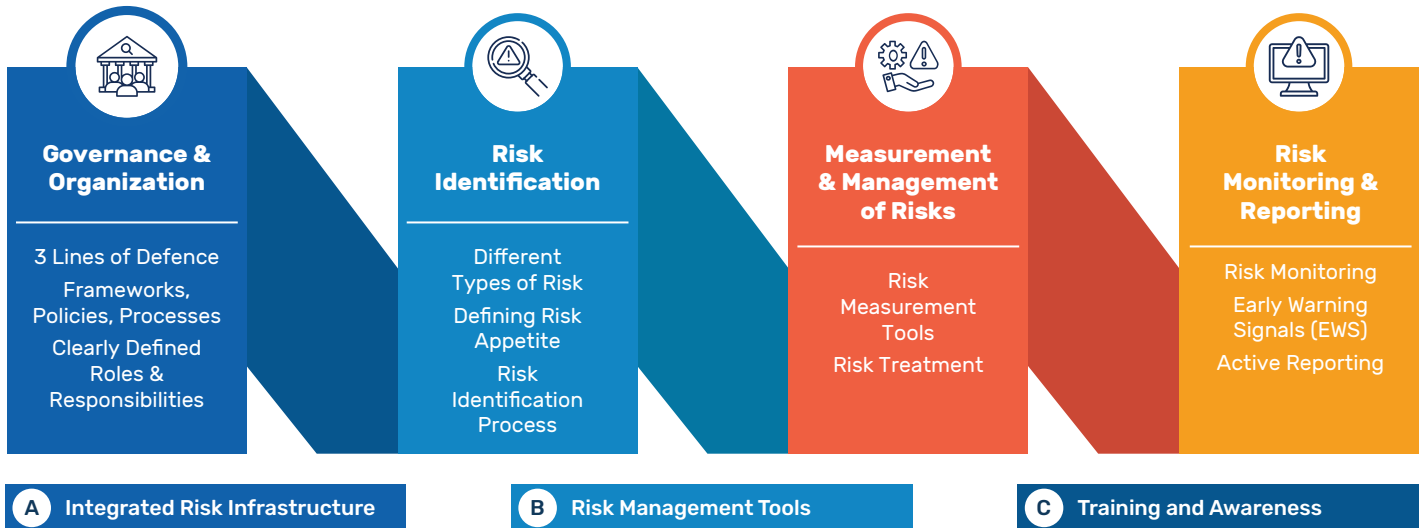 Governance &
Organization
3 Lines of Defence
Frameworks,
Policies, Processes
Clearly Defined
Roles &
Responsibilities
Risk
Identification
Different
Types of Risk
Defining Risk
Appetite
Risk
Identification
Process
Measurement
& Management
of Risks
Risk
Measurement
Tools
Risk Treatment
Risk
Monitoring &
Reporting
Risk Monitoring
Early Warning
Signals (EWS)
Active Reporting
A Integrated Risk Infrastructure
B Risk Management Tools
C Training and Awareness